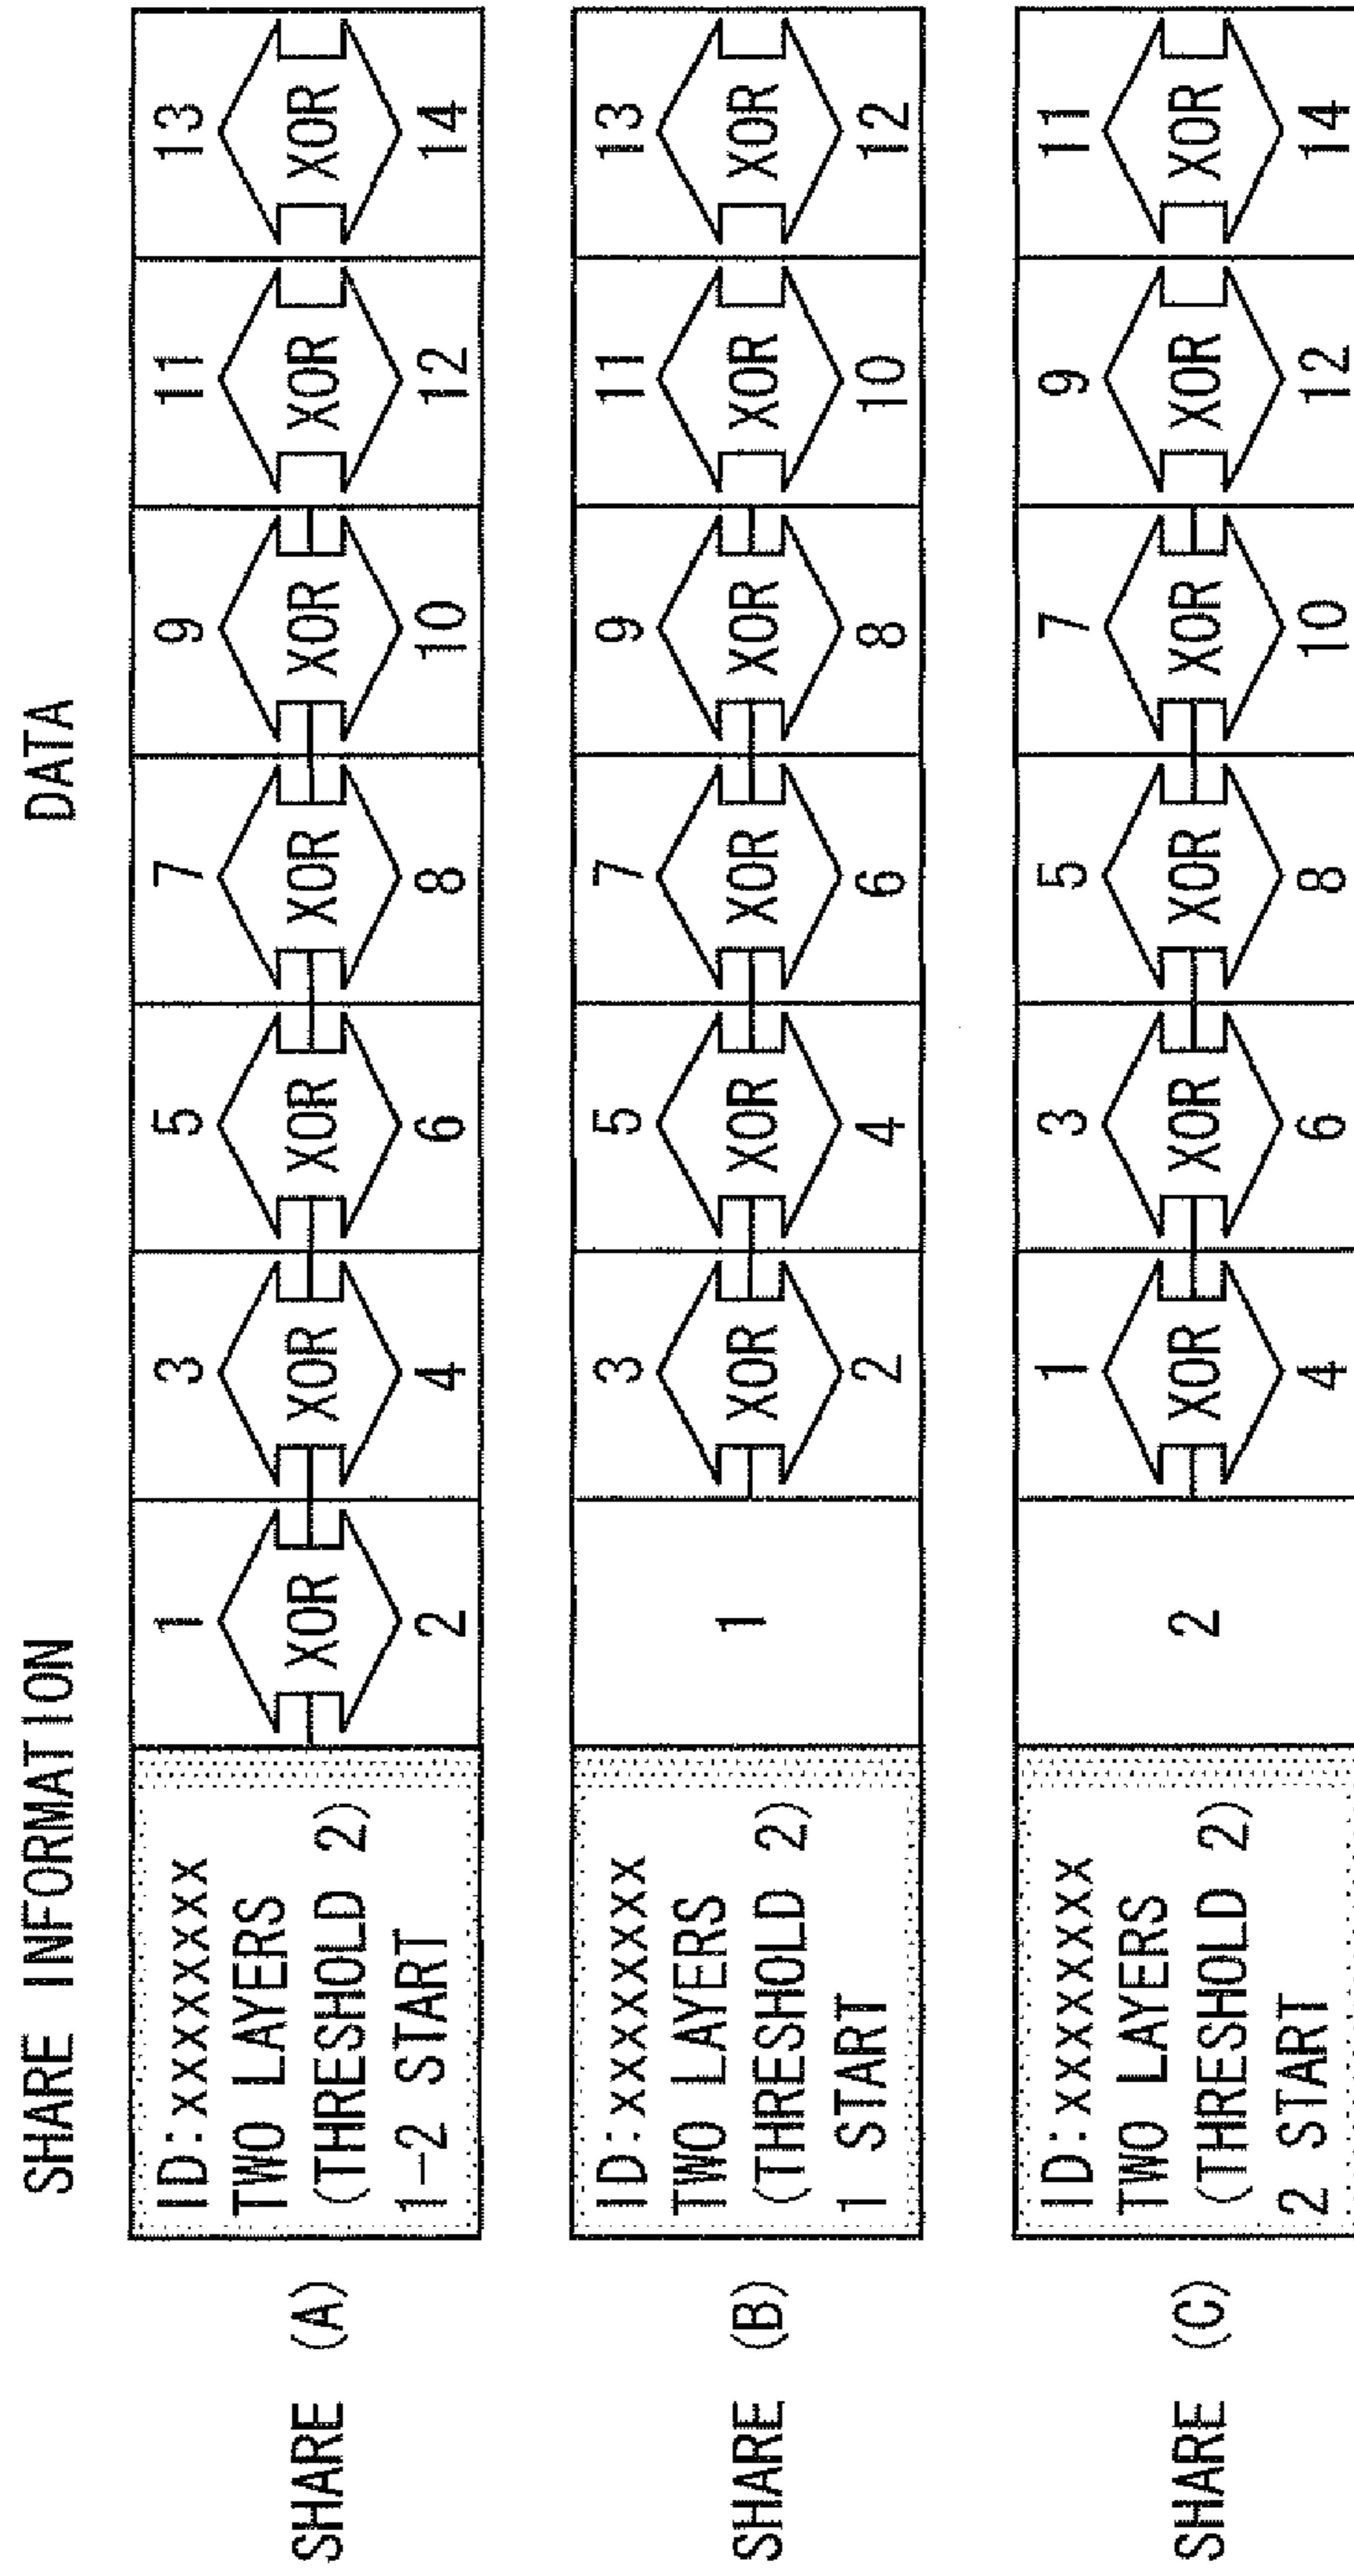 SHARE INFORMATION
DATA
SHARE (A)
ID:xxxxxxx
TWO LAYERS
(THRESHOLD 2)
1-2 START
1 XOR 2
3 XOR 4
5 XOR 6
7 XOR 8
9 XOR 10
11 XOR 12
13 XOR 14
SHARE (B)
ID:xxxxxxx
TWO LAYERS
(THRESHOLD 2)
1 START
1
3 XOR 2
5 XOR 4
7 XOR 6
9 XOR 8
11 XOR 10
13 XOR 12
SHARE (C)
ID:xxxxxxx
TWO LAYERS
(THRESHOLD 2)
2 START
2
1 XOR 4
3 XOR 6
5 XOR 8
7 XOR 10
9 XOR 12
11 XOR 14